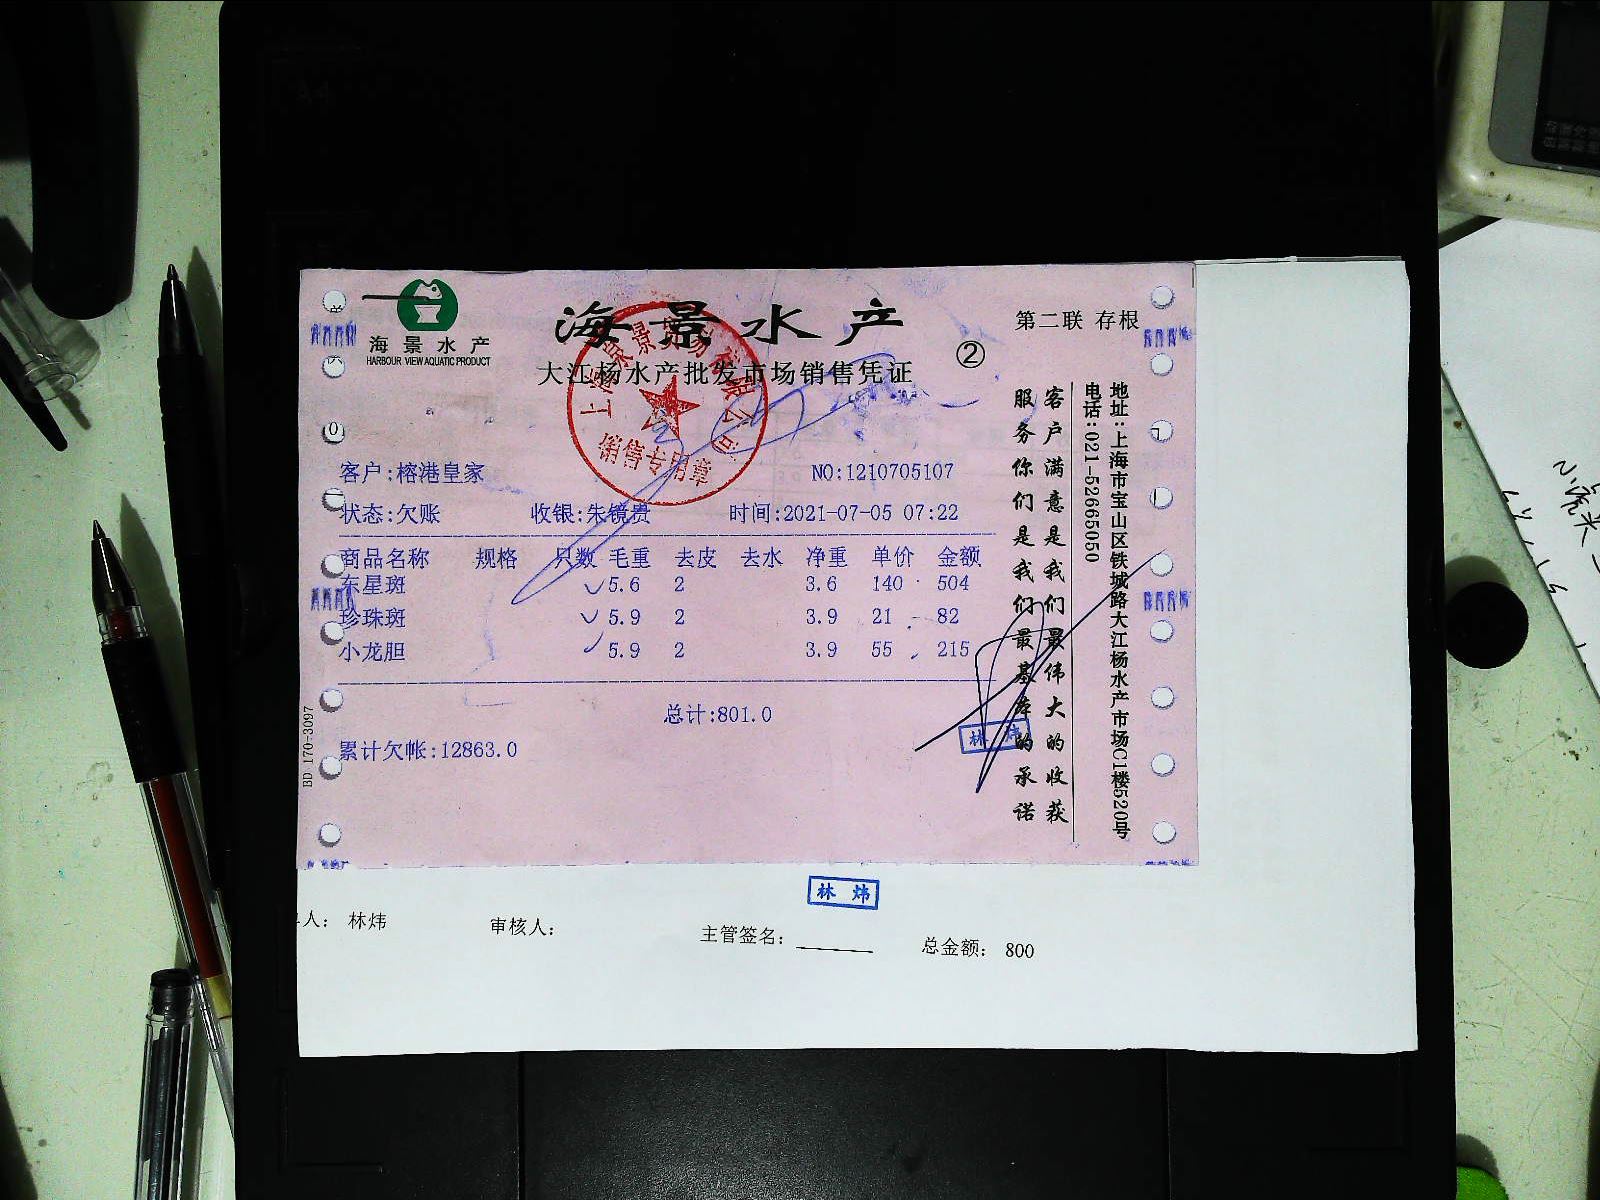 海景水产
HARBOUR VIEW AQUATIC PRODUCT
海景水产
第二联 存根
大江杨水产批发市场销售凭证
②
销售专用章
客户:榕港皇家 NO:1210705107
状态:欠账 收银:朱镜贵 时间:2021-07-05 07:22
商品名称 规格 只数 毛重 去皮 去水 净重 单价 金额
东星斑 5.6 2 3.6 140 504
珍珠斑 5.9 2 3.9 21 82
小龙胆 5.9 2 3.9 55 215
总计:801.0
累计欠帐:12863.0
BD 170-3097
客户满意是我们最伟大的收获
服务你们是我们最基本的承诺
地址:上海市宝山区铁城路大江杨水产市场C1楼520号
电话:021-52665050
林炜
林炜
人: 林炜 审核人: 主管签名: 总金额: 800